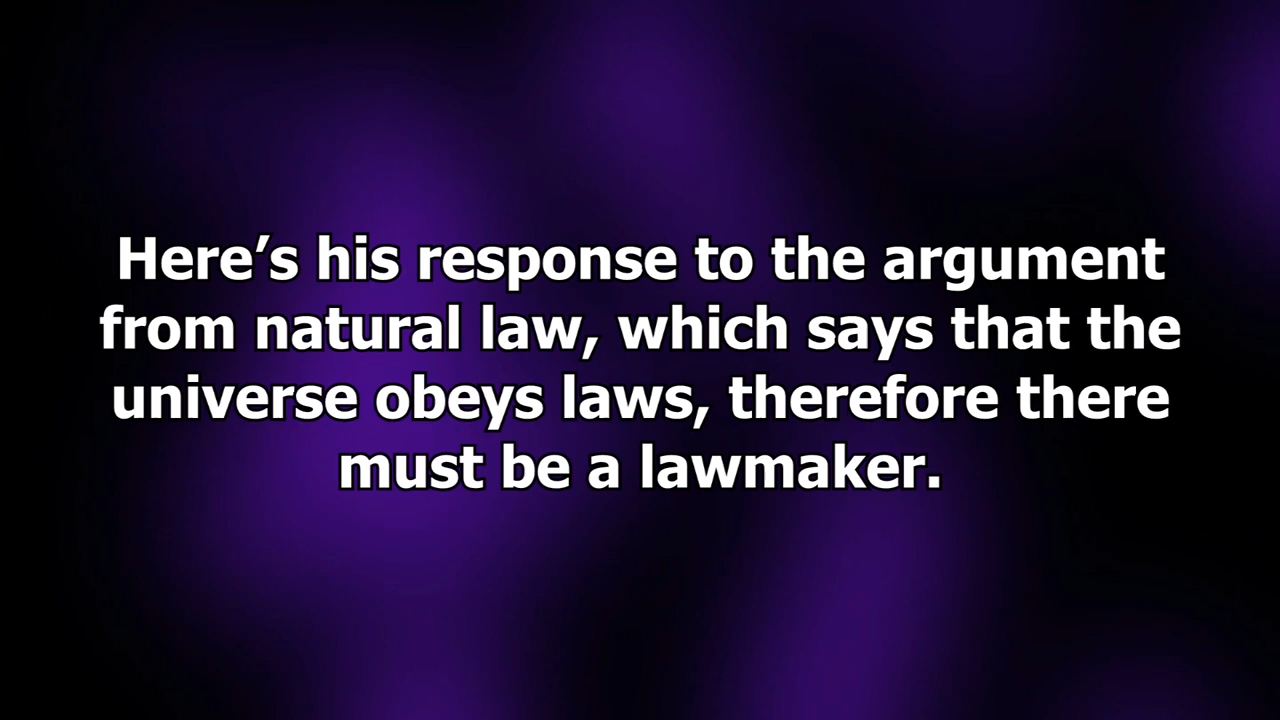 Here’s his response to the argument
from natural law, which says that the
universe obeys laws, therefore there
must be a lawmaker.